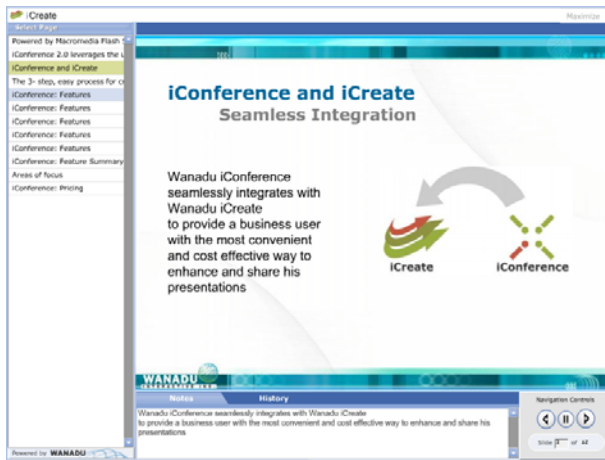 iCreate
Maximize
Select Page
Powered by Macromedia Flash
iConference 2.0 leverages the u
iConference and iCreate
The 3- step, easy process for c
iConference: Features
iConference: Features
iConference: Features
iConference: Features
iConference: Features
iConference: Feature Summary
Areas of focus
iConference: Pricing
iConference and iCreate
Seamless Integration
Wanadu iConference
seamlessly integrates with
Wanadu iCreate
to provide a business user
with the most convenient
and cost effective way to
enhance and share his
presentations
iCreate
iConference
WANADU
INTERACTIVE INC.
Notes
History
Wanadu iConference seamlessly integrates with Wanadu iCreate
to provide a business user with the most convenient and cost effective way to enhance and share his
presentations
Navigation Controls
Slide 3 of 12
Powered by WANADU